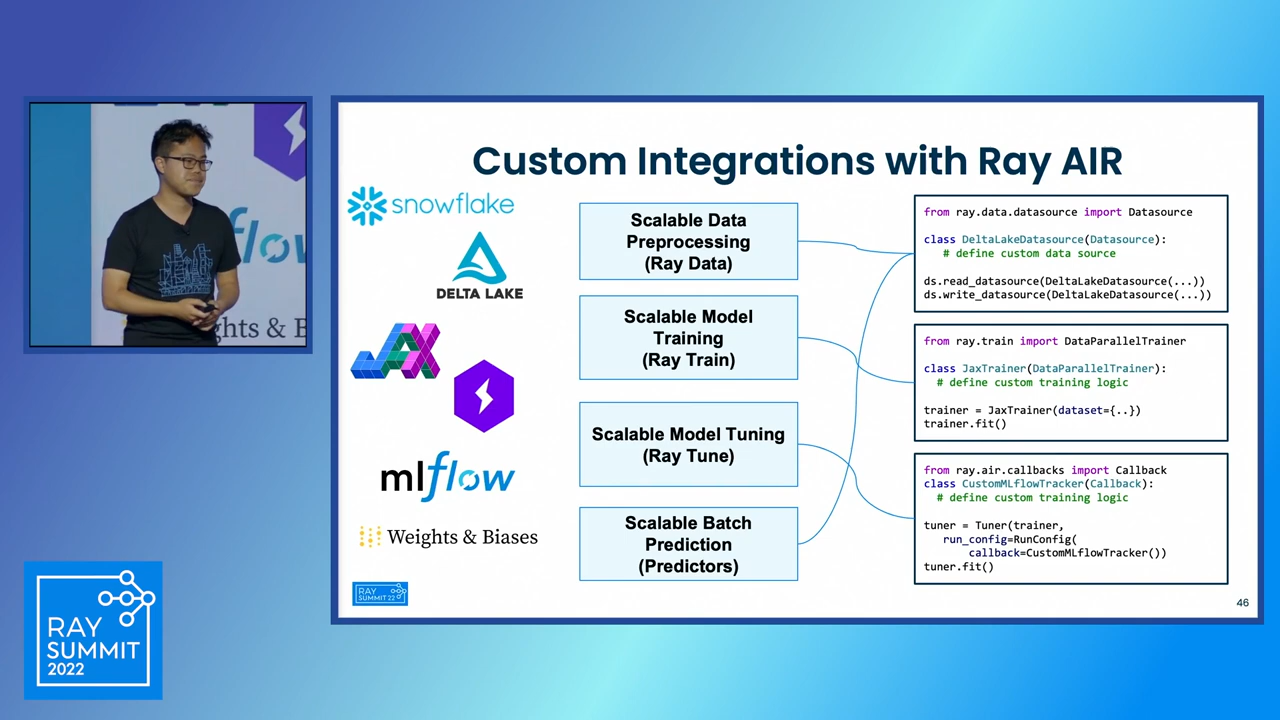 Custom Integrations with Ray AIR
snowflake
DELTA LAKE
JAX
mlflow
Weights & Biases
RAY
SUMMIT 22
Scalable Data
Preprocessing
(Ray Data)
Scalable Model
Training
(Ray Train)
Scalable Model Tuning
(Ray Tune)
Scalable Batch
Prediction
(Predictors)
from ray.data.datasource import Datasource
class DeltaLakeDatasource(Datasource):
# define custom data source
ds.read_datasource(DeltaLakeDatasource(...))
ds.write_datasource(DeltaLakeDatasource(...))
from ray.train import DataParallelTrainer
class JaxTrainer(DataParallelTrainer):
# define custom training logic
trainer = JaxTrainer(dataset={..})
trainer.fit()
from ray.air.callbacks import Callback
class CustomMLflowTracker(Callback):
# define custom training logic
tuner = Tuner(trainer,
run_config=RunConfig(
callback=CustomMLflowTracker())
tuner.fit()
46
flow
ghts & B
RAY
SUMMIT
2022